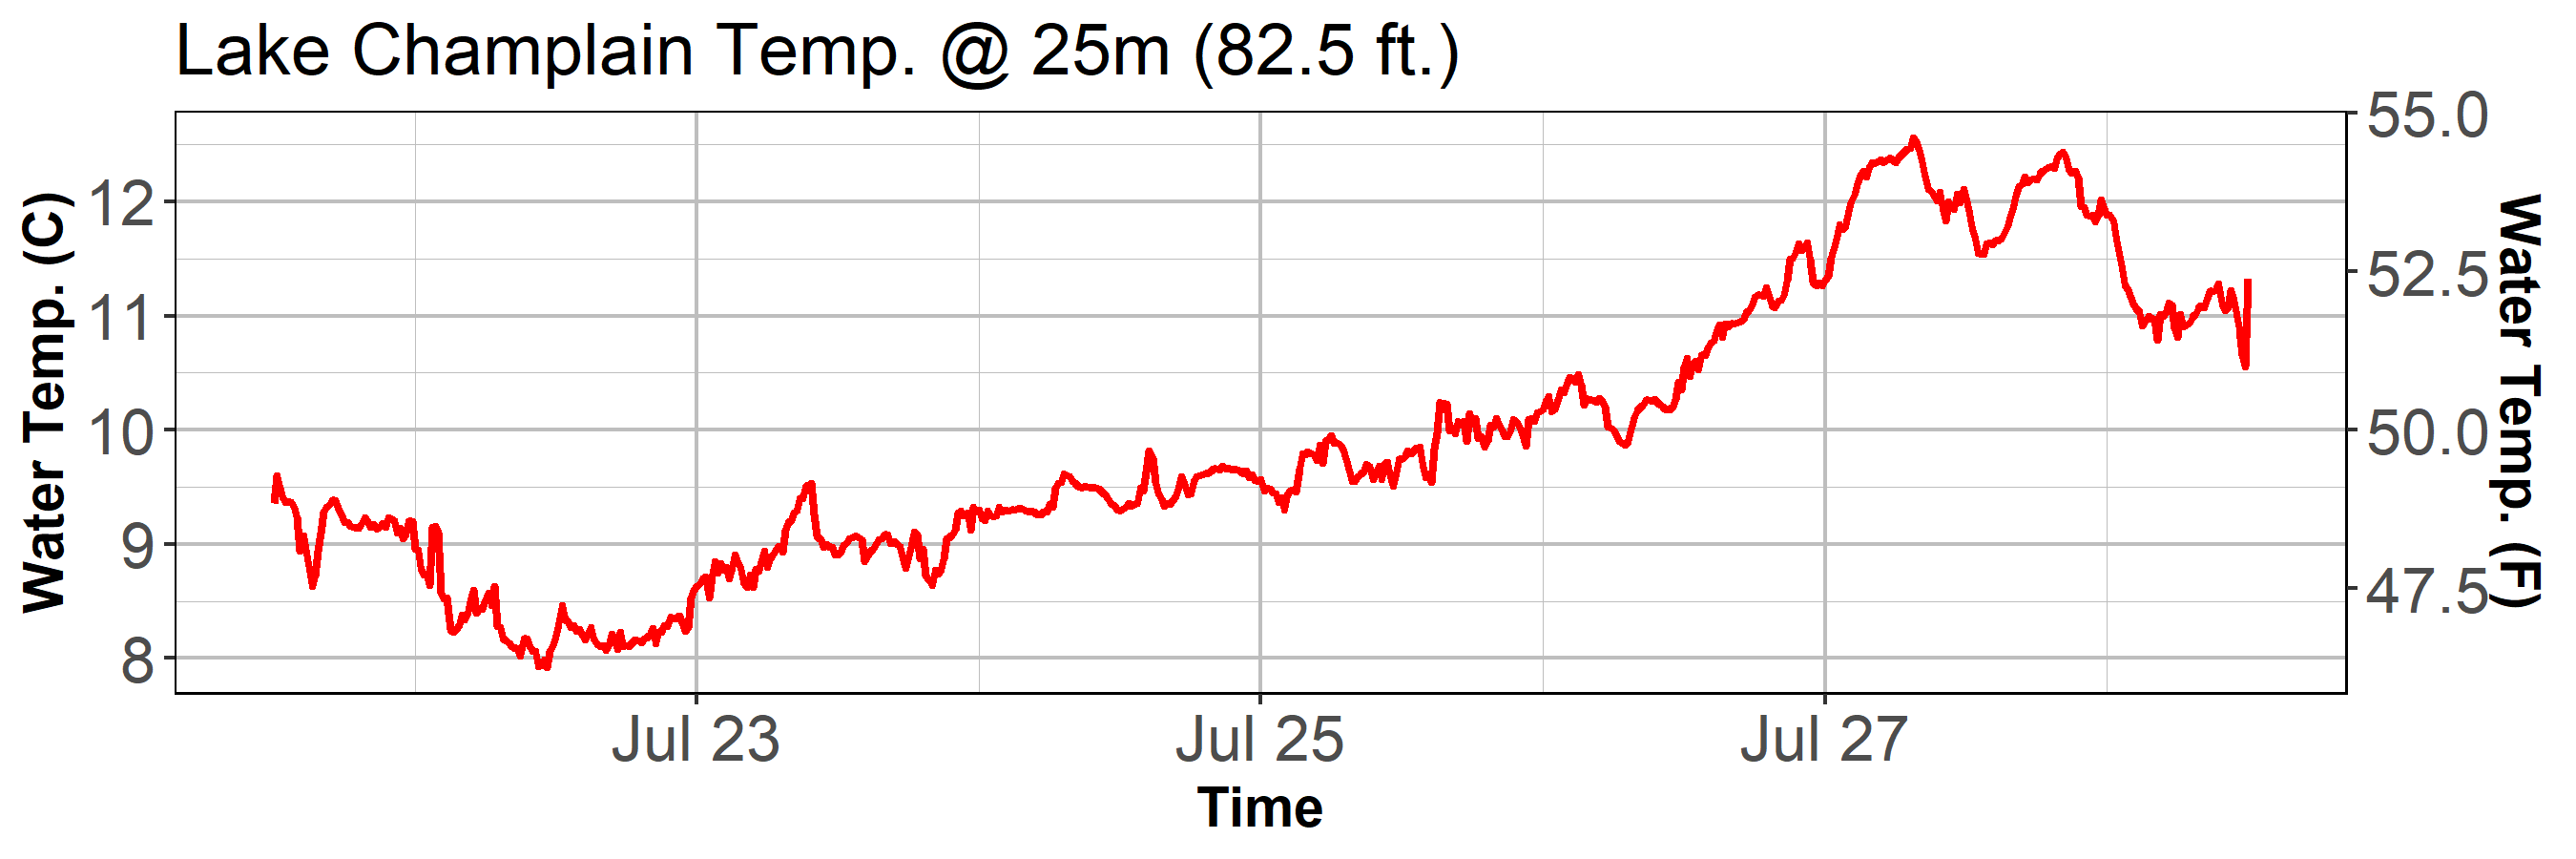 Lake Champlain Temp. @ 25m (82.5 ft.)
Water Temp. (C)
12
11
10
9
8
55.0
52.5
50.0
47.5
Water Temp. (F)
Jul 23
Jul 25
Jul 27
Time